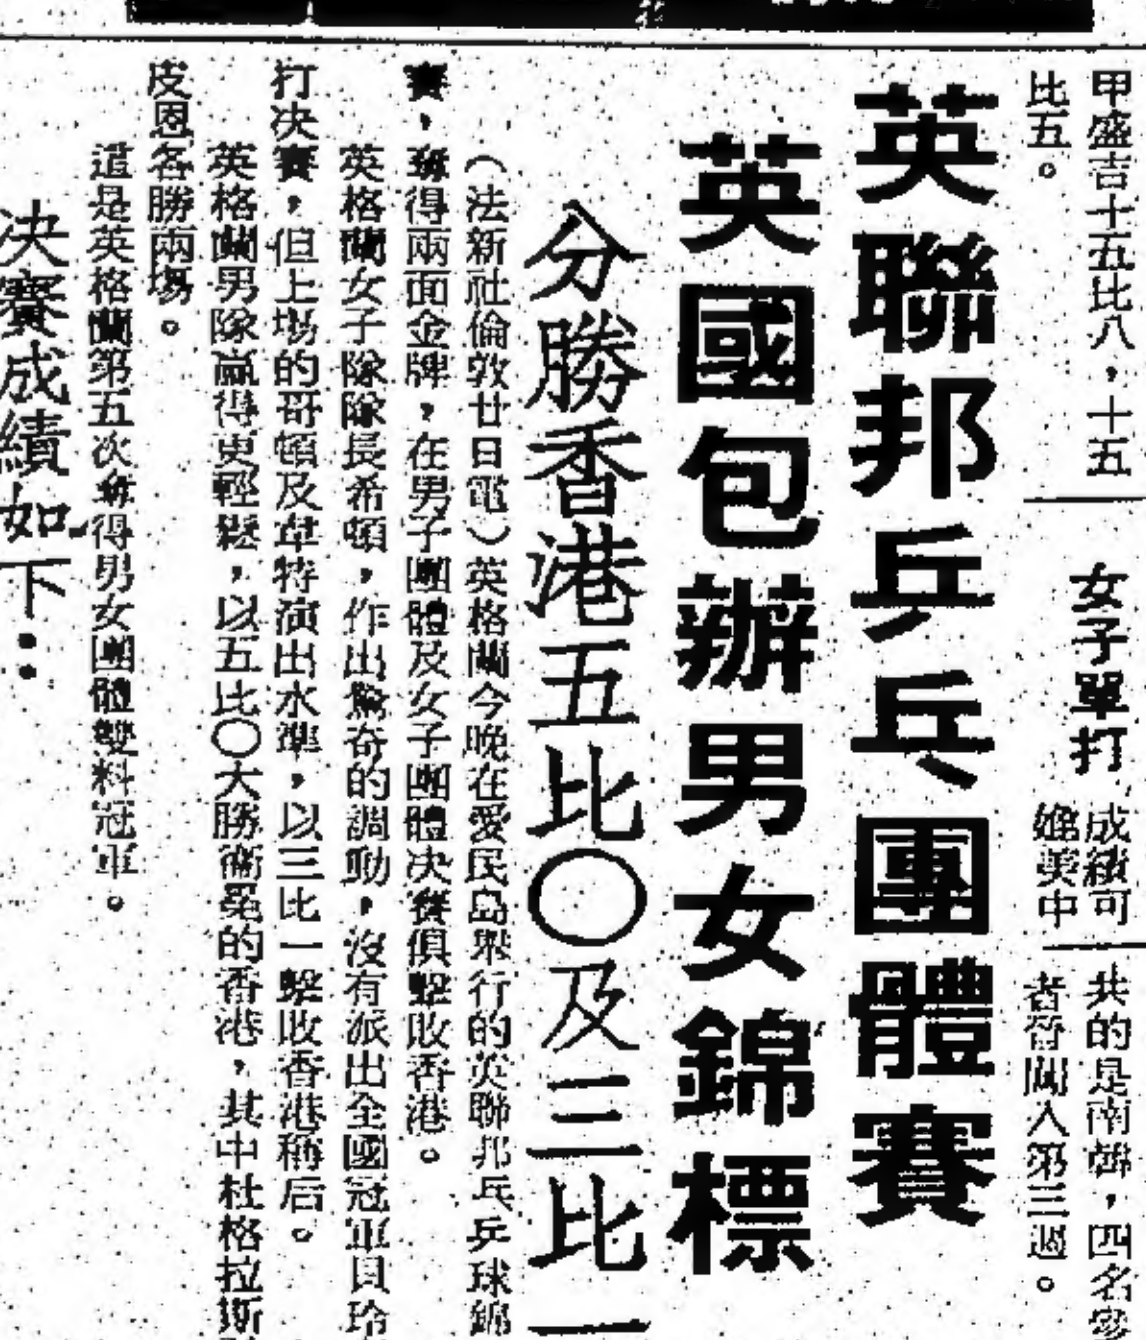 甲盛吉十五比八，十五
比五。
女子單打
成績可
共的是南韓，四名參
者皆闖入第三週。
英聯邦乒乓團體賽
英國包辦男女錦標
分勝香港五比〇及三比一
（法新社倫敦廿日電）英格蘭今晚在愛民島舉行的英聯邦乒乓球錦
賽，奪得兩面金牌，在男子團體及女子團體決賽俱擊敗香港。
英格蘭女子隊隊長希頓，作出驚奇的調動，沒有派出全國冠軍貝玲
打決賽，但上場的哥頓及韋特演出水準，以三比一擊敗香港稱后。
英格蘭男隊贏得更輕鬆，以五比〇大勝衛冕的香港，其中杜格拉斯
皮恩各勝兩場。
這是英格蘭第五次奪得男女團體雙料冠軍。
決賽成績如下：